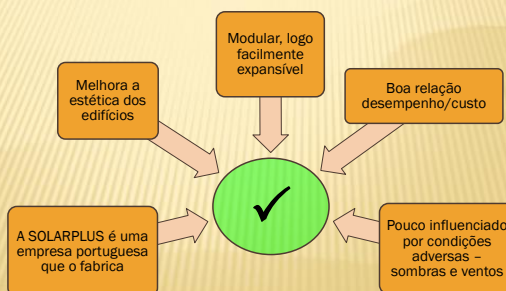 Modular, logo
facilmente
expansível
Melhora a
estética dos
edifícios
Boa relação
desempenho/custo
A SOLARPLUS é uma
empresa portuguesa
que o fabrica
Pouco influenciado
por condições
adversas –
sombras e ventos